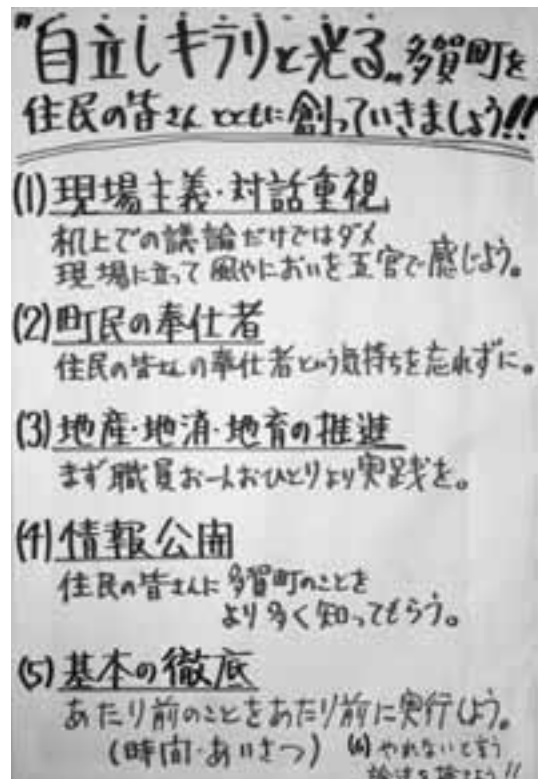 "自立しキラリと光る„多賀町を
住民の皆さんとともに創っていきましょう!!
(1)現場主義・対話重視
机上での議論だけではダメ
現場に立って風やにおいを五官で感じよう。
(2)町民の奉仕者
住民の皆さんの奉仕者という気持ちを忘れずに。
(3)地産・地消・地育の推進
まず職員お一人おひとりより実践を。
(4)情報公開
住民の皆さんに多賀町のことを
より多く知ってもらう。
(5)基本の徹底
あたり前のことをあたり前に実行しよう。
(時間・あいさつ) (6)やれないと言う